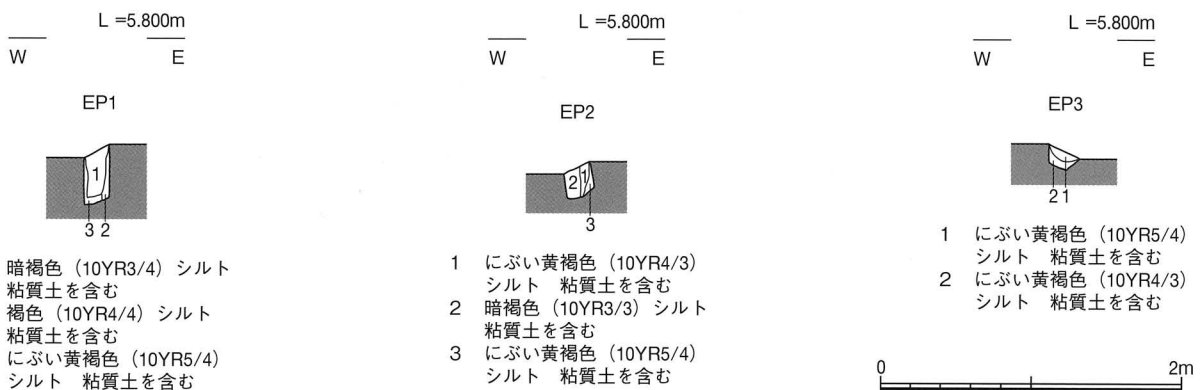 L =5.800m
W E
EP1
1
3 2
暗褐色（10YR3/4）シルト
粘質土を含む
褐色（10YR4/4）シルト
粘質土を含む
にぶい黄褐色（10YR5/4）
シルト　粘質土を含む
L =5.800m
W E
EP2
2 1
3
1 にぶい黄褐色（10YR4/3）
シルト　粘質土を含む
2 暗褐色（10YR3/3）シルト
粘質土を含む
3 にぶい黄褐色（10YR5/4）
シルト　粘質土を含む
L =5.800m
W E
EP3
2 1
1 にぶい黄褐色（10YR5/4）
シルト　粘質土を含む
2 にぶい黄褐色（10YR4/3）
シルト　粘質土を含む
0 2m